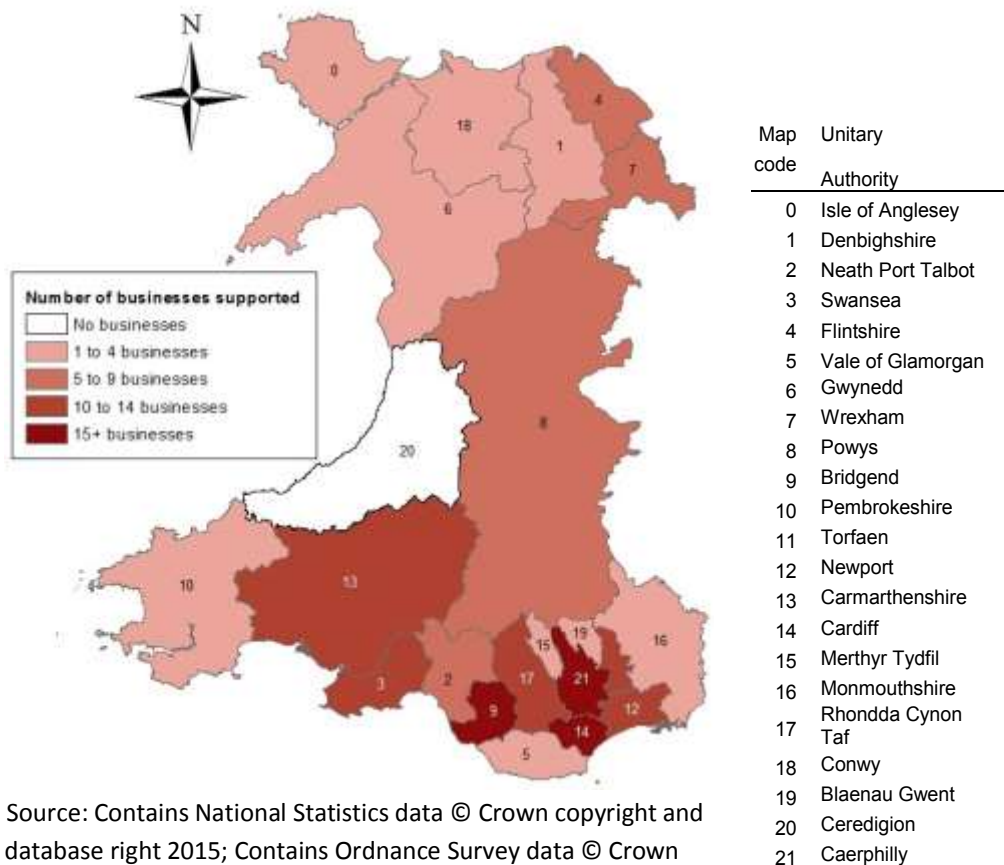 0
4
18
1
7
6
8
20
13
10
16
19
15
2
17
21
3
9
12
14
5
Number of businesses supported
No businesses
1 to 4 businesses
5 to 9 businesses
10 to 14 businesses
15+ businesses
Map Unitary
code
Authority
0 Isle of Anglesey
1 Denbighshire
2 Neath Port Talbot
3 Swansea
4 Flintshire
5 Vale of Glamorgan
6 Gwynedd
7 Wrexham
8 Powys
9 Bridgend
10 Pembrokeshire
11 Torfaen
12 Newport
13 Carmarthenshire
14 Cardiff
15 Merthyr Tydfil
16 Monmouthshire
17 Rhondda Cynon
Taf
18 Conwy
19 Blaenau Gwent
20 Ceredigion
21 Caerphilly
Source: Contains National Statistics data © Crown copyright and
database right 2015; Contains Ordnance Survey data © Crown